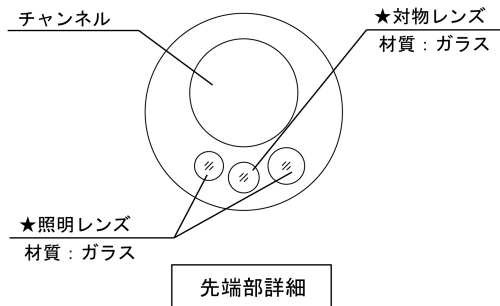 チャンネル
★対物レンズ
材質：ガラス
★照明レンズ
材質：ガラス
先端部詳細